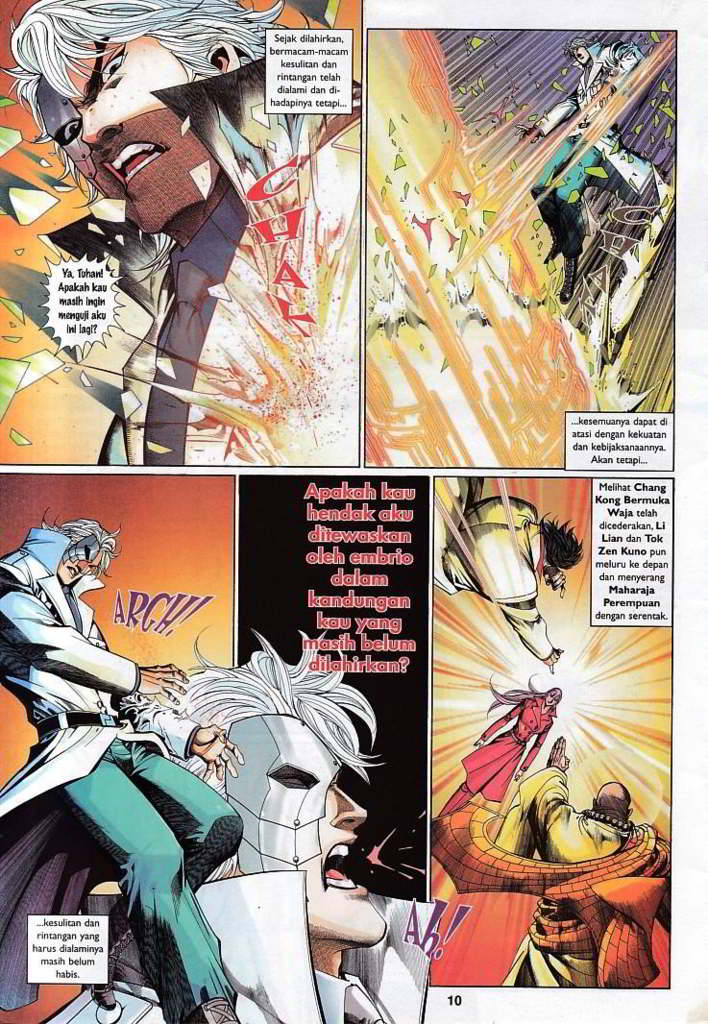 Sejak dilahirkan,
bermacam-macam
kesulitan dan
rintangan telah
dialami dan di-
hadapinya tetapi...
Ya, Tuhan!
Apakah kau
masih ingin
menguji aku
ini lagi?
...kesemuanya dapat di
atasi dengan kekuatan
dan kebijaksanaannya.
Akan tetapi...
ARGH!
...kesulitan dan
rintangan yang
harus dialaminya
masih belum
habis.
Apakah kau
hendak aku
ditewaskan
oleh embrio
dalam
kandungan
kau yang
masih belum
dilahirkan?
Ah!
Melihat Chang
Kong Bermuka
Waja telah
dicederakan, Li
Lian dan Tok
Zen Kuno pun
meluru ke depan
dan menyerang
Maharaja
Perempuan
dengan serentak.
10